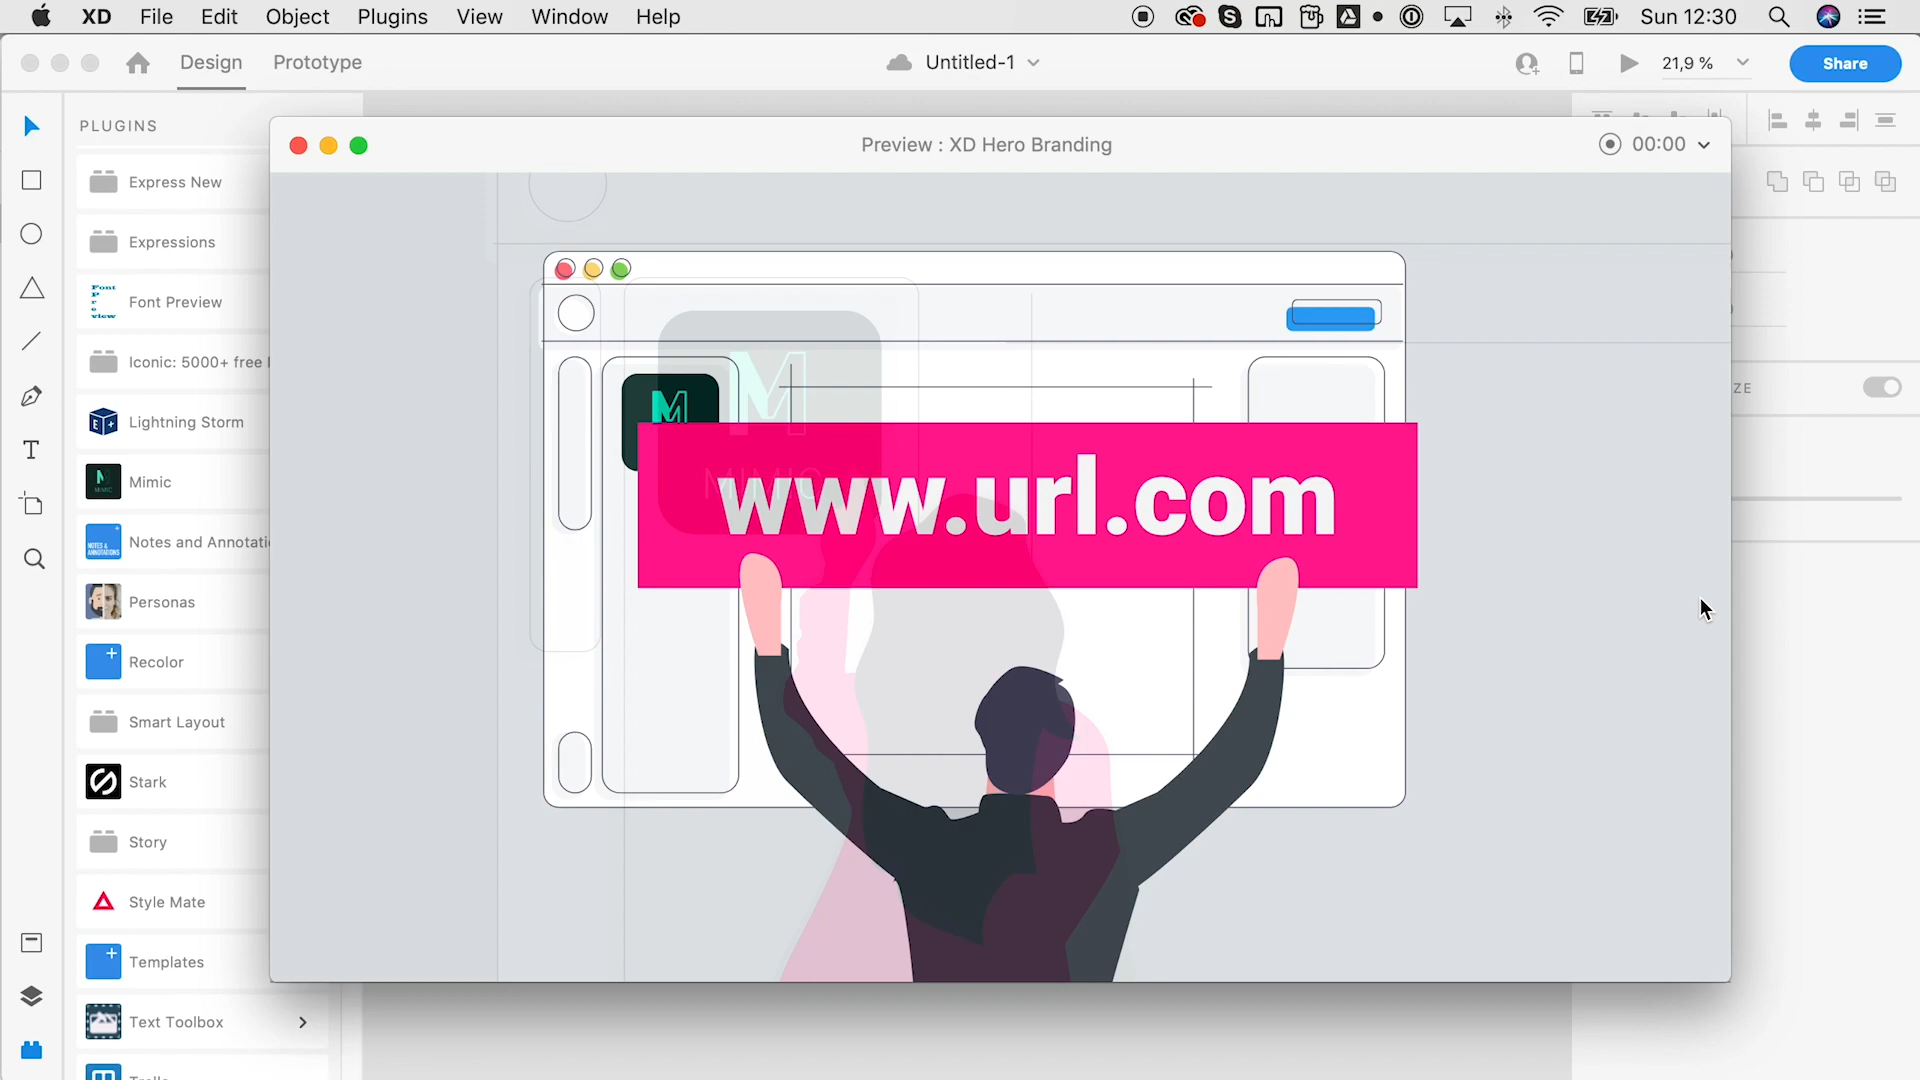 XD File Edit Object Plugins View Window Help Sun 12:30
Design Prototype Untitled-1 21,9 % Share
PLUGINS
Preview : XD Hero Branding 00:00
Express New
Expressions
Font Preview
Iconic: 5000+ free
Lightning Storm
Mimic
Notes and Annotati
Personas
Recolor
Smart Layout
Stark
Story
Style Mate
Templates
Text Toolbox
ZE
MIMIC
www.url.com